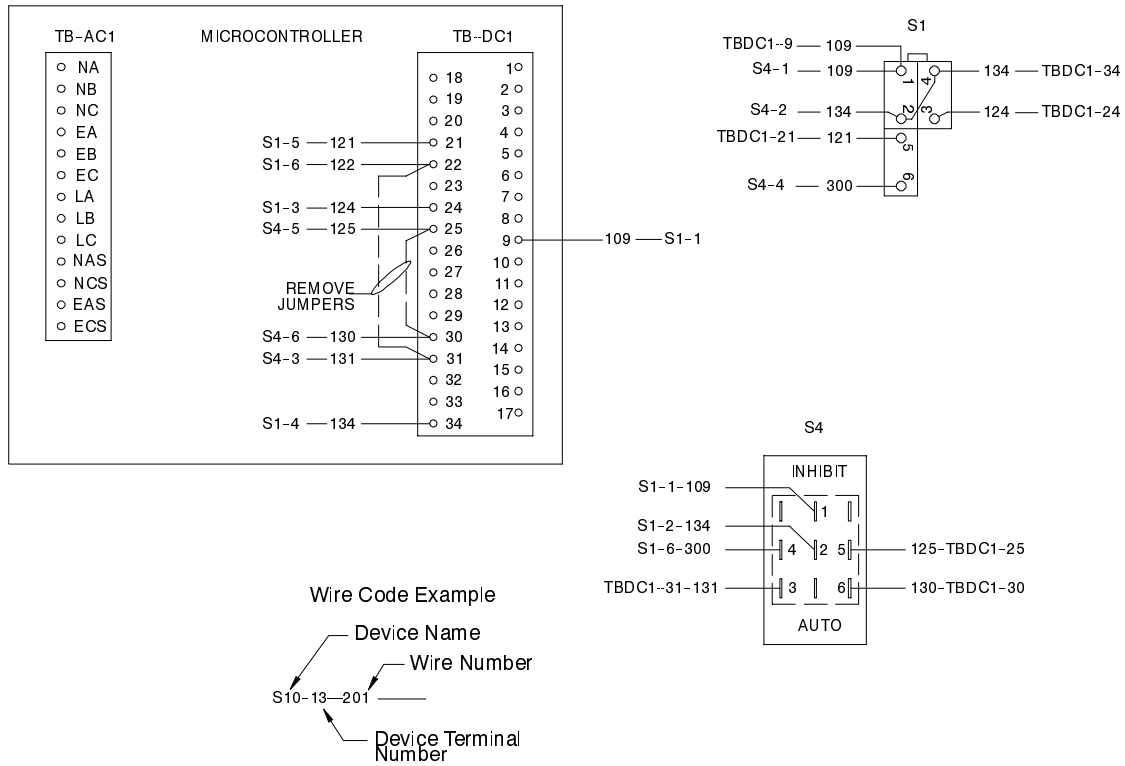 TB-AC1
NA
NB
NC
EA
EB
EC
LA
LB
LC
NAS
NCS
EAS
ECS
MICROCONTROLLER
TB--DC1
18
19
20
S1-5 — 121 21
S1-6 — 122 22
23
S1-3 — 124 24
S4-5 — 125 25
26
27
28
29
S4-6 — 130 30
S4-3 — 131 31
32
33
S1-4 — 134 34
REMOVE
JUMPERS
1
2
3
4
5
6
7
8
9 109 — S1-1
10
11
12
13
14
15
16
17
S1
TBDC1--9 — 109
S4-1 — 109
S4-2 — 134
TBDC1-21 — 121
S4-4 — 300
1
2
3
4
5
6
134 — TBDC1-34
124 — TBDC1-24
S4
INHIBIT
S1-1-109
S1-2-134
S1-6-300
TBDC1--31-131
1
4 2 5
3 6
125-TBDC1-25
130-TBDC1-30
AUTO
Wire Code Example
Device Name
Wire Number
S10-13—201
Device Terminal
Number